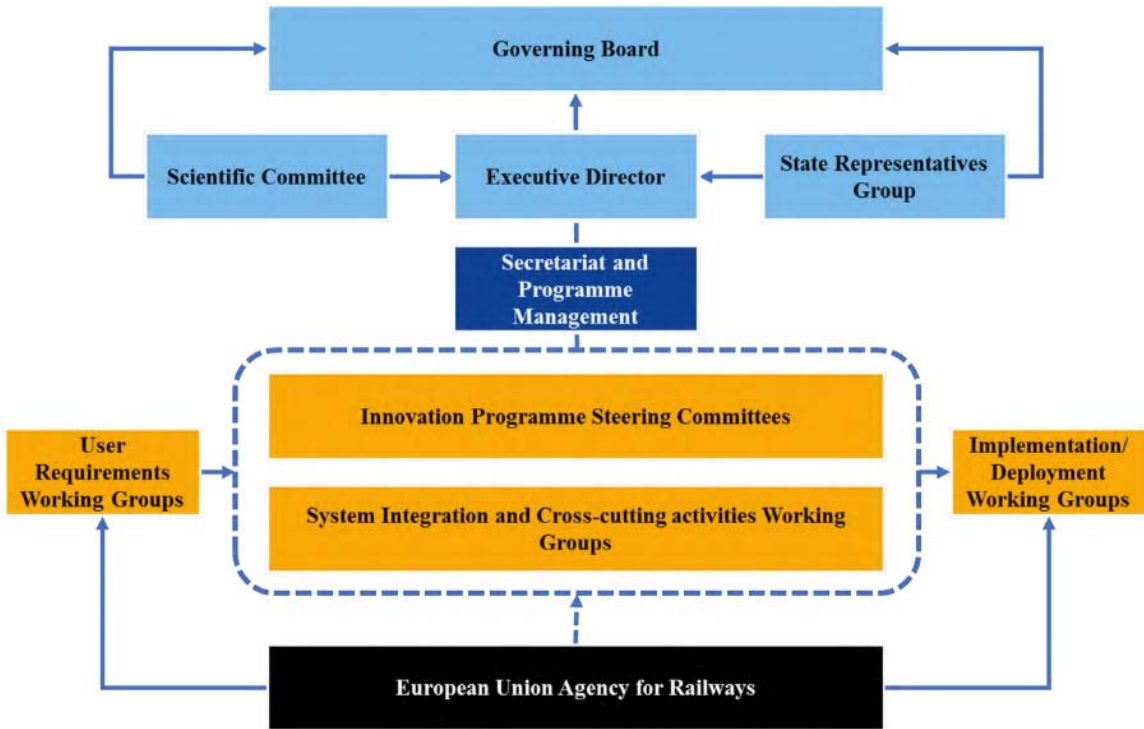 Governing Board
Scientific Committee
Executive Director
State Representatives
Group
Secretariat and
Programme
Management
Innovation Programme Steering Committees
User
Requirements
Working Groups
System Integration and Cross-cutting activities Working
Groups
Implementation/
Deployment
Working Groups
European Union Agency for Railways